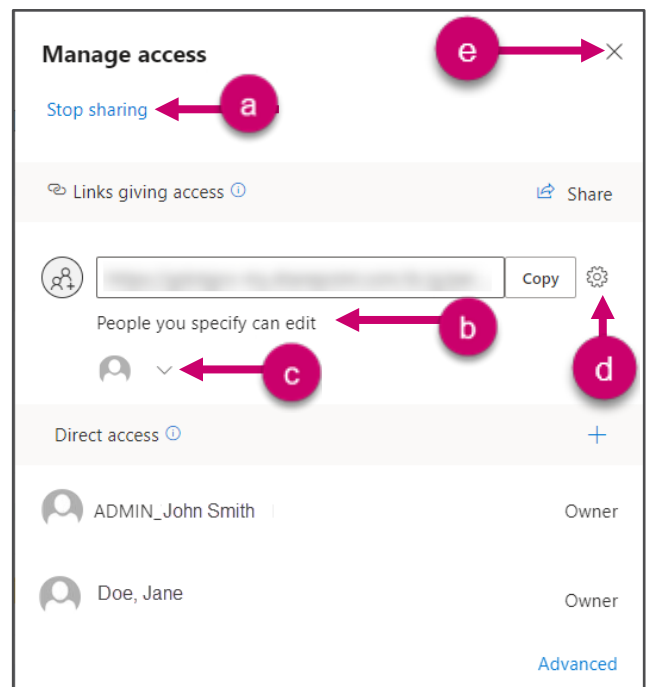 Manage access
e
Stop sharing
a
Links giving access
Share
Copy
People you specify can edit
b
c
d
Direct access
ADMIN_John Smith
Owner
Doe, Jane
Owner
Advanced